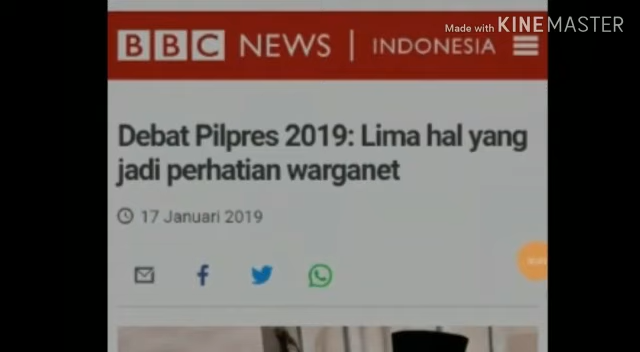 Made with KINEMASTER
BBC NEWS | INDONESIA
Debat Pilpres 2019: Lima hal yang
jadi perhatian warganet
17 Januari 2019